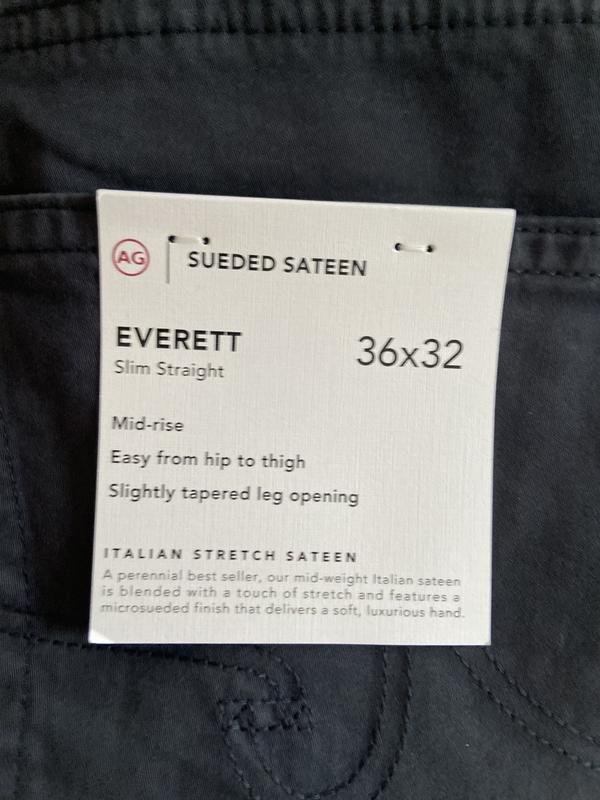 AG SUEDED SATEEN
EVERETT 36x32
Slim Straight
Mid-rise
Easy from hip to thigh
Slightly tapered leg opening
ITALIAN STRETCH SATEEN
A perennial best seller, our mid-weight Italian sateen
is blended with a touch of stretch and features a
microsueded finish that delivers a soft, luxurious hand.